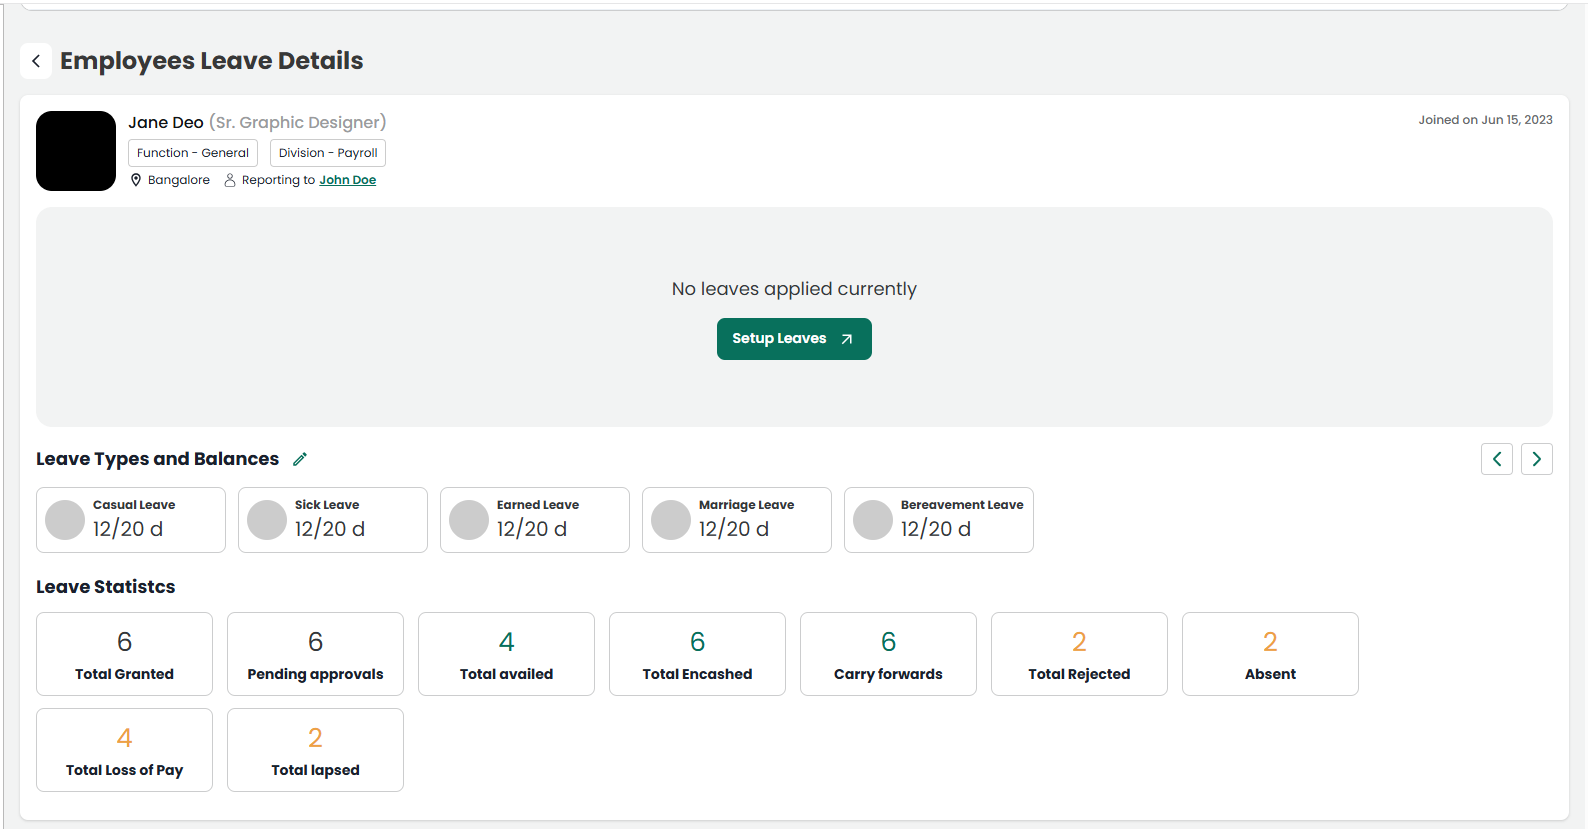 Employees Leave Details
Jane Deo (Sr. Graphic Designer)
Joined on Jun 15, 2023
Function - General
Division - Payroll
Bangalore
Reporting to John Doe
No leaves applied currently
Setup Leaves
Leave Types and Balances
Casual Leave
12/20 d
Sick Leave
12/20 d
Earned Leave
12/20 d
Marriage Leave
12/20 d
Bereavement Leave
12/20 d
Leave Statistcs
6
Total Granted
6
Pending approvals
4
Total availed
6
Total Encashed
6
Carry forwards
2
Total Rejected
2
Absent
4
Total Loss of Pay
2
Total lapsed